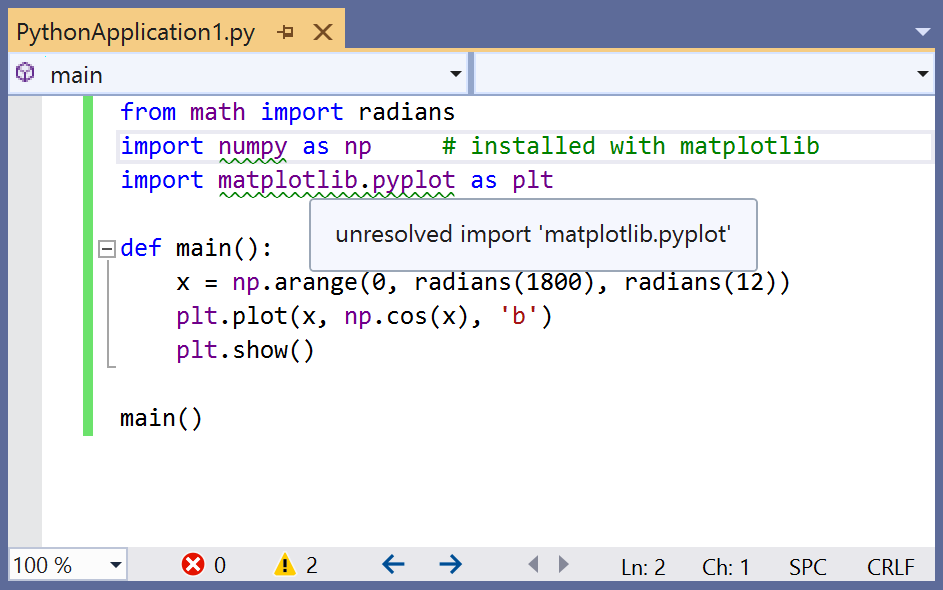 PythonApplication1.py
main
from math import radians
import numpy as np     # installed with matplotlib
import matplotlib.pyplot as plt
unresolved import 'matplotlib.pyplot'
def main():
    x = np.arange(0, radians(1800), radians(12))
    plt.plot(x, np.cos(x), 'b')
    plt.show()
main()
100 % 0 2 Ln: 2 Ch: 1 SPC CRLF